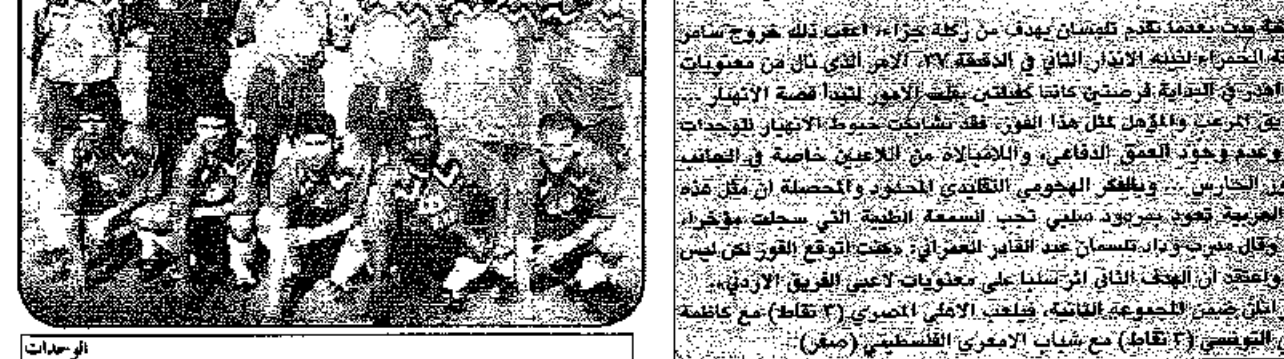 بعدما تقدم تلمسان بهدف من ركلة جزاء، اعقب ذلك خروج سامر
الحمراء لنيله الانذار الثاني في الدقيقة ٣٧، الامر الذي نال من معنويات
اهدر في البداية فرصتين كانتا كفيلتين بقلب الامور لتبدأ قصة الانهيار ...
المرعب والمؤهل لمثل هذا الفوز. فقد تشابكت خيوط الانهيار للوحدات
وعدم وجود العمق الدفاعي، واللامبالاة من اللاعبين خاصة في
الحارس ... وبالفكر الهجومي التقليدي المحدود والمحصلة ان مثل هذه
العربية تعود بمردود سلبي تجب السمعة الطيبة التي سجلت مؤخراً.
وقال مدرب وداد تلمسان عبد القادر العمراني: «كنت اتوقع الفوز لكن ليس
واعتقد ان الهدف الثاني اثر سلبا على معنويات لاعبي الفريق الاردني».
ضمن المجموعة الثانية، فيلعب الاهلي المصري (٣ نقاط) مع كاظمة
التونسي (٣ نقاط) مع شباب الامعري الفلسطيني (صفر)
الوحدات